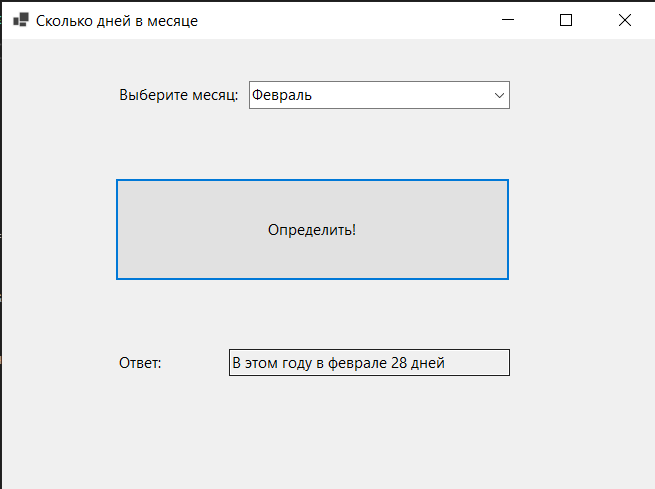 Сколько дней в месяце
Выберите месяц: Февраль
Определить!
Ответ: В этом году в феврале 28 дней